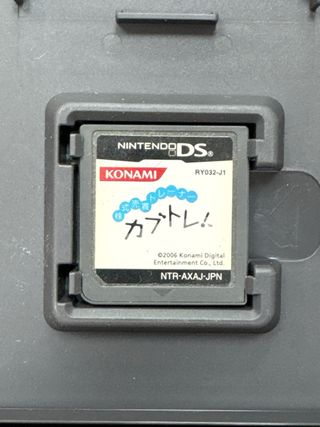 NINTENDO DS®
KONAMI
RY032-J1
株式売買トレーナー
カブトレ!
©2006 Konami Digital
Entertainment Co., Ltd.
NTR-AXAJ-JPN